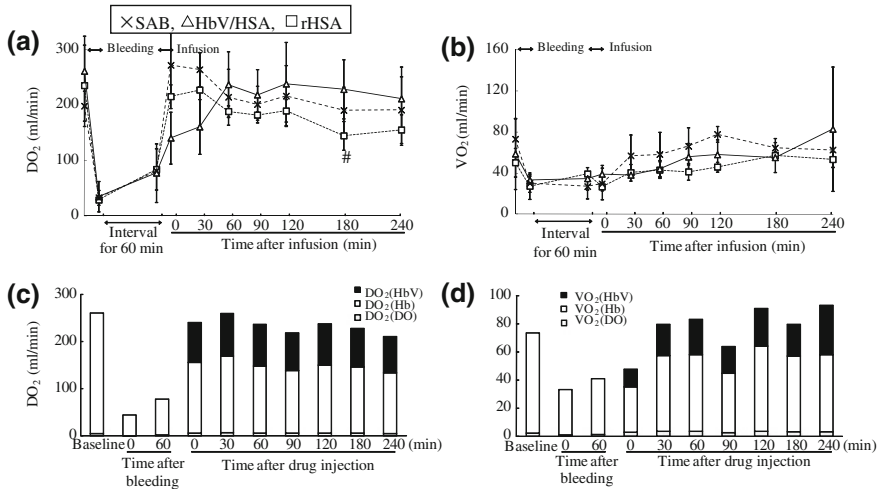 ×SAB, △HbV/HSA, □rHSA
(a)
Bleeding
Infusion
300
200
100
0
DO₂ (ml/min)
#
0 30 60 90 120 180 240
Interval
for 60 min
Time after infusion (min)
(b)
Bleeding
Infusion
160
120
80
40
0
VO₂ (ml/min)
0 30 60 90 120 180 240
Interval
for 60 min
Time after infusion (min)
(c)
■DO₂(HbV)
□DO₂(Hb)
□DO₂(DO)
300
200
100
0
DO₂ (ml/min)
Baseline 0 60 0 30 60 90 120 180 240 (min)
Time after
bleeding
Time after drug injection
(d)
■VO₂(HbV)
□VO₂(Hb)
□VO₂(DO)
100
80
60
40
20
0
DO₂ (ml/min)
Baseline 0 60 0 30 60 90 120 180 240 (min)
Time after
bleeding
Time after drug injection